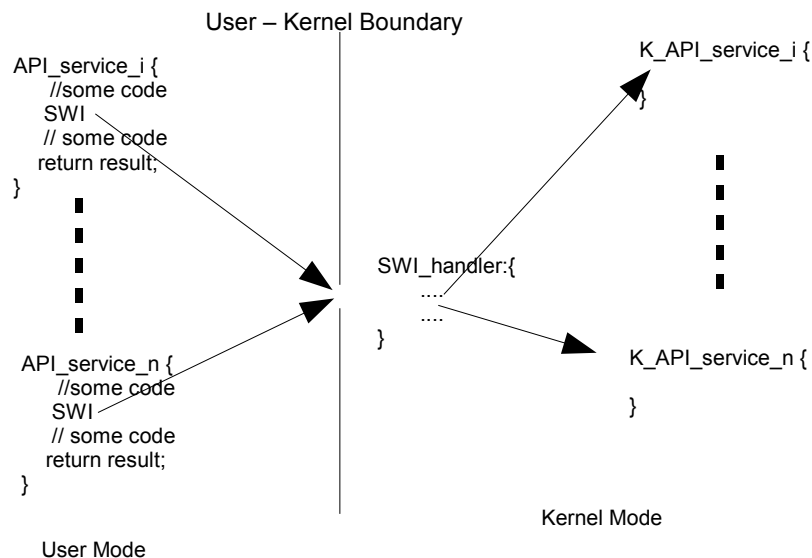 User – Kernel Boundary
API_service_i {
//some code
SWI
// some code
return result;
}
API_service_n {
//some code
SWI
// some code
return result;
}
User Mode
SWI_handler:{
....
....
}
K_API_service_i {
}
K_API_service_n {
}
Kernel Mode